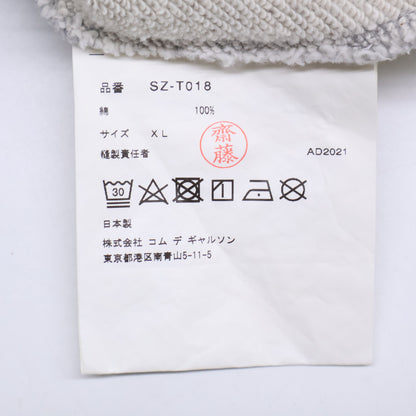 品番 SZ-T018
綿 100%
サイズ XL
齋藤
縫製責任者 AD2021
30
日本製
株式会社 コム デ ギャルソン
東京都港区南青山5-11-5